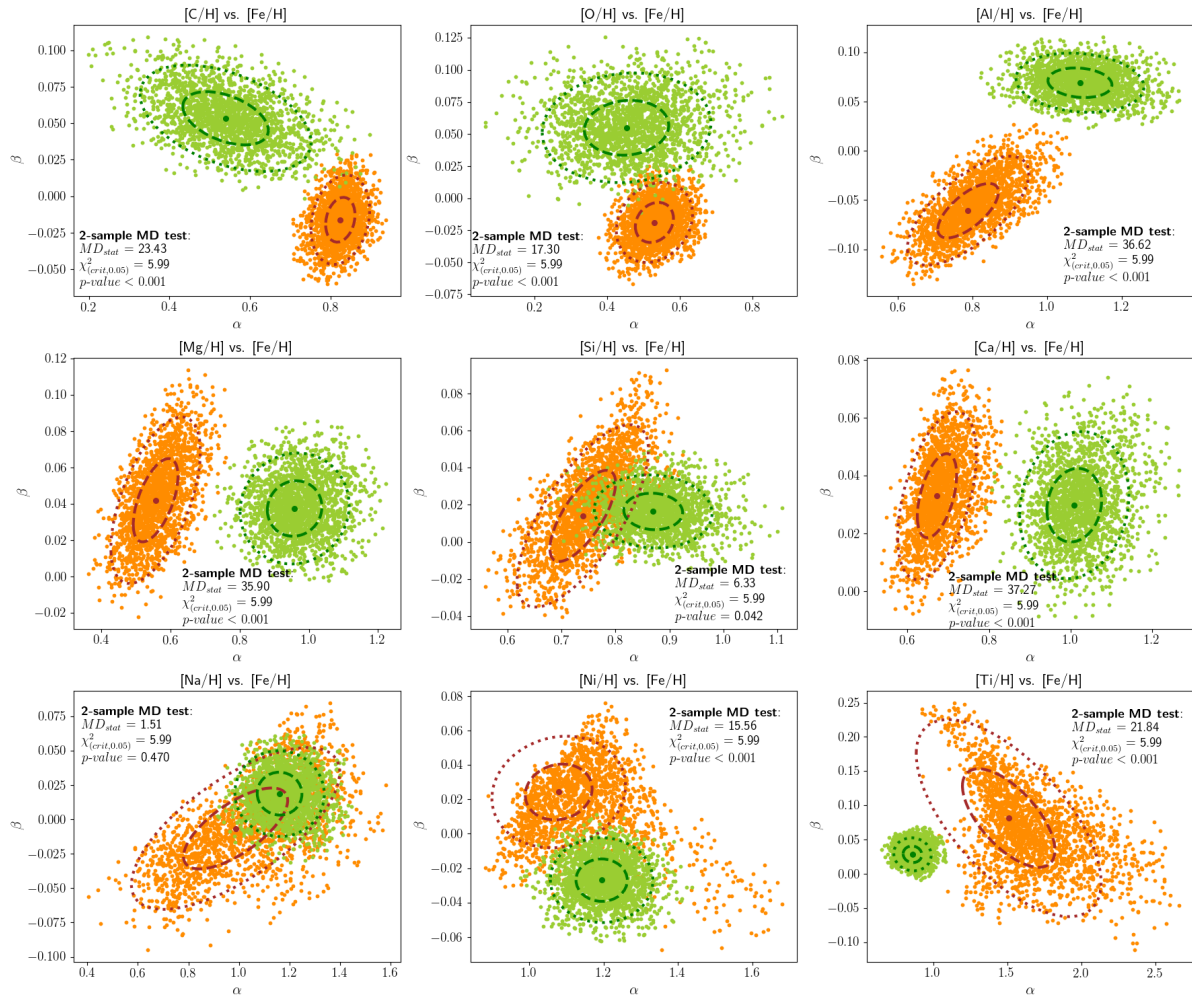 [C/H] vs. [Fe/H]
β
0.100
0.075
0.050
0.025
0.000
−0.025
−0.050
2-sample MD test:
MD_stat = 23.43
χ²_(crit,0.05) = 5.99
p-value < 0.001
0.2 0.4 0.6 0.8
α
[O/H] vs. [Fe/H]
β
0.125
0.100
0.075
0.050
0.025
0.000
−0.025
−0.050
−0.075
2-sample MD test:
MD_stat = 17.30
χ²_(crit,0.05) = 5.99
p-value < 0.001
0.2 0.4 0.6 0.8
α
[Al/H] vs. [Fe/H]
β
0.10
0.05
0.00
−0.05
−0.10
2-sample MD test:
MD_stat = 36.62
χ²_(crit,0.05) = 5.99
p-value < 0.001
0.6 0.8 1.0 1.2
α
[Mg/H] vs. [Fe/H]
β
0.12
0.10
0.08
0.06
0.04
0.02
0.00
−0.02
2-sample MD test:
MD_stat = 35.90
χ²_(crit,0.05) = 5.99
p-value < 0.001
0.4 0.6 0.8 1.0 1.2
α
[Si/H] vs. [Fe/H]
β
0.08
0.06
0.04
0.02
0.00
−0.02
−0.04
2-sample MD test:
MD_stat = 6.33
χ²_(crit,0.05) = 5.99
p-value = 0.042
0.6 0.7 0.8 0.9 1.0 1.1
α
[Ca/H] vs. [Fe/H]
β
0.08
0.06
0.04
0.02
0.00
2-sample MD test:
MD_stat = 37.27
χ²_(crit,0.05) = 5.99
p-value < 0.001
0.6 0.8 1.0 1.2
α
[Na/H] vs. [Fe/H]
β
0.075
0.050
0.025
0.000
−0.025
−0.050
−0.075
−0.100
2-sample MD test:
MD_stat = 1.51
χ²_(crit,0.05) = 5.99
p-value = 0.470
0.4 0.6 0.8 1.0 1.2 1.4 1.6
α
[Ni/H] vs. [Fe/H]
β
0.08
0.06
0.04
0.02
0.00
−0.02
−0.04
−0.06
2-sample MD test:
MD_stat = 15.56
χ²_(crit,0.05) = 5.99
p-value < 0.001
1.0 1.2 1.4 1.6
α
[Ti/H] vs. [Fe/H]
β
0.25
0.20
0.15
0.10
0.05
0.00
−0.05
−0.10
2-sample MD test:
MD_stat = 21.84
χ²_(crit,0.05) = 5.99
p-value < 0.001
1.0 1.5 2.0 2.5
α